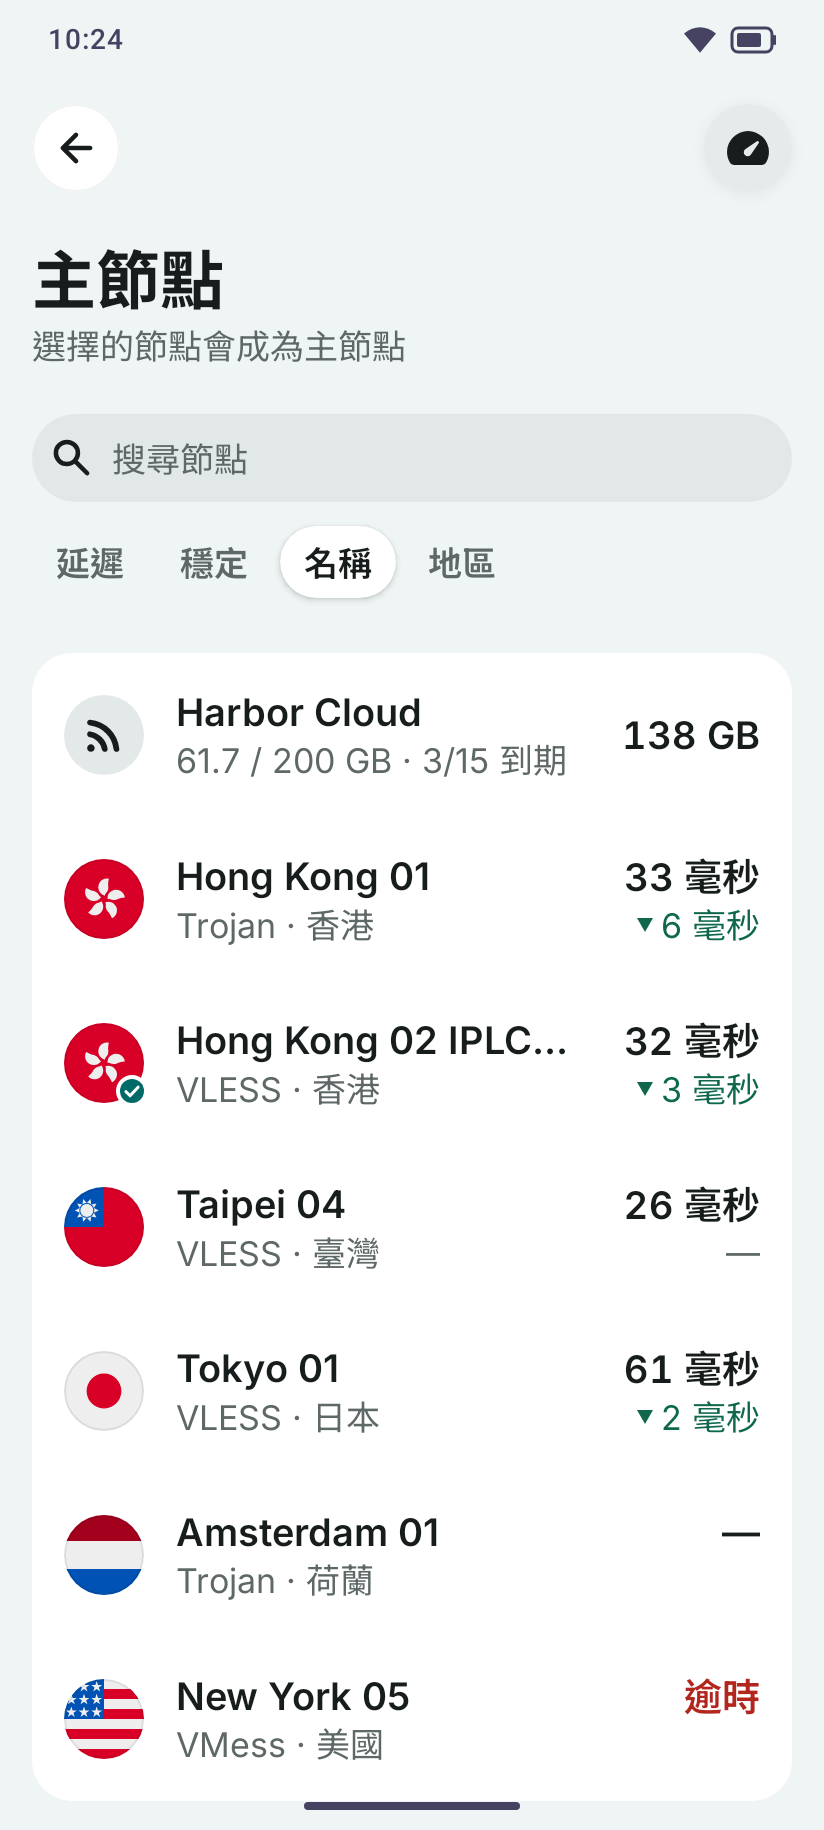 10:24
主節點
選擇的節點會成為主節點
搜尋節點
延遲 穩定 名稱 地區
Harbor Cloud
61.7 / 200 GB · 3/15 到期
138 GB
Hong Kong 01
Trojan · 香港
33 毫秒
▼6 毫秒
Hong Kong 02 IPLC...
VLESS · 香港
32 毫秒
▼3 毫秒
Taipei 04
VLESS · 臺灣
26 毫秒
—
Tokyo 01
VLESS · 日本
61 毫秒
▼2 毫秒
Amsterdam 01
Trojan · 荷蘭
—
New York 05
VMess · 美國
逾時